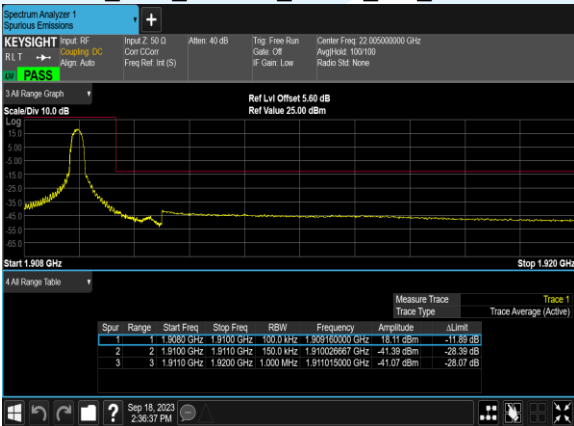 Spectrum Analyzer 1
Spurious Emissions
+
KEYSIGHT Input: RF Input Z: 50 Ω Atten: 40 dB Trig: Free Run Center Freq: 22.005000000 GHz
RLT Coupling: DC Corr CCorr Gate: Off Avg|Hold: 100/100
Align: Auto Freq Ref: Int (S) IF Gain: Low Radio Std: None
PASS
3 All Range Graph
Ref Lvl Offset 5.60 dB
Scale/Div 10.0 dB Ref Value 25.00 dBm
Log
15.0
5.00
-5.00
-15.0
-25.0
-35.0
-45.0
-55.0
-65.0
Start 1.908 GHz Stop 1.920 GHz
4 All Range Table
Measure Trace Trace 1
Trace Type Trace Average (Active)
Spur Range Start Freq Stop Freq RBW Frequency Amplitude ΔLimit
1 1 1.9080 GHz 1.9100 GHz 100.0 kHz 1.909160000 GHz 18.11 dBm -11.89 dB
2 2 1.9100 GHz 1.9110 GHz 150.0 kHz 1.910026667 GHz -41.39 dBm -28.39 dB
3 3 1.9110 GHz 1.9200 GHz 1.000 MHz 1.911015000 GHz -41.07 dBm -28.07 dB
?
Sep 18, 2023
2:36:37 PM